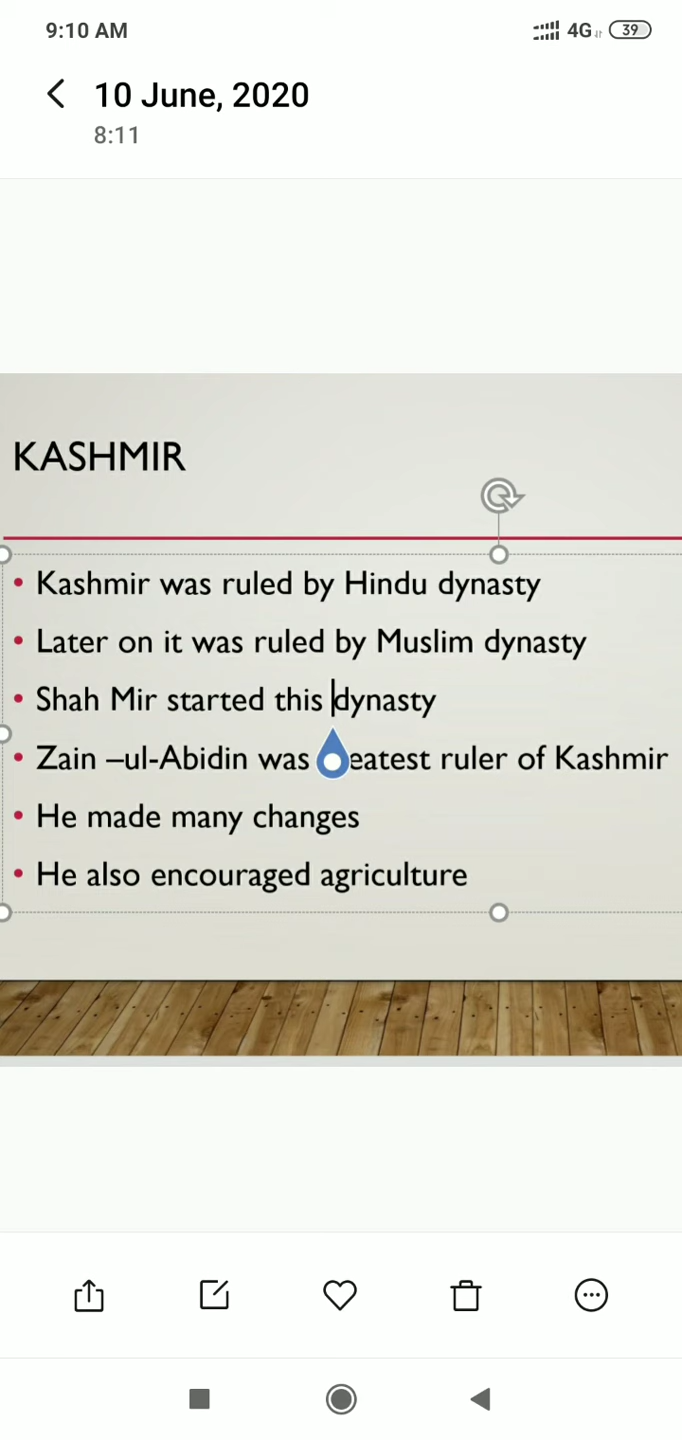 9:10 AM 4G 39
10 June, 2020
8:11
KASHMIR
• Kashmir was ruled by Hindu dynasty
• Later on it was ruled by Muslim dynasty
• Shah Mir started this dynasty
• Zain –ul-Abidin was eatest ruler of Kashmir
• He made many changes
• He also encouraged agriculture